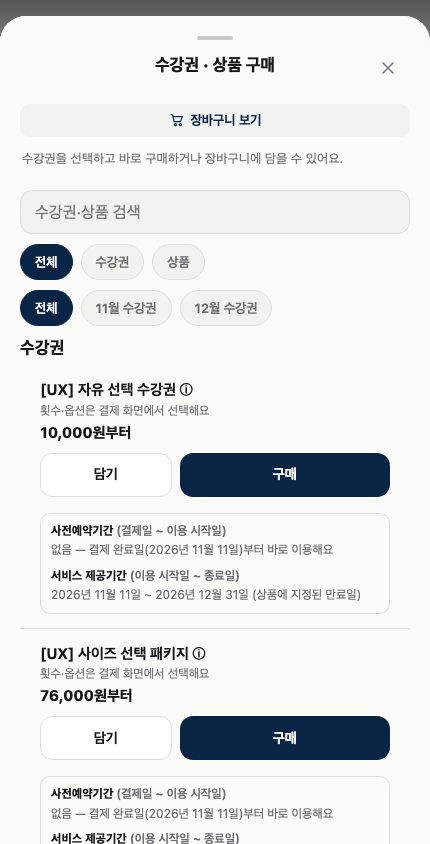 수강권 · 상품 구매
장바구니 보기
수강권을 선택하고 바로 구매하거나 장바구니에 담을 수 있어요.
수강권·상품 검색
전체 수강권 상품
전체 11월 수강권 12월 수강권
수강권
[UX] 자유 선택 수강권 ⓘ
횟수·옵션은 결제 화면에서 선택해요
10,000원부터
담기 구매
사전예약기간 (결제일 ~ 이용 시작일)
없음 — 결제 완료일(2026년 11월 11일)부터 바로 이용해요
서비스 제공기간 (이용 시작일 ~ 종료일)
2026년 11월 11일 ~ 2026년 12월 31일 (상품에 지정된 만료일)
[UX] 사이즈 선택 패키지 ⓘ
횟수·옵션은 결제 화면에서 선택해요
76,000원부터
담기 구매
사전예약기간 (결제일 ~ 이용 시작일)
없음 — 결제 완료일(2026년 11월 11일)부터 바로 이용해요
서비스 제공기간 (이용 시작일 ~ 종료일)